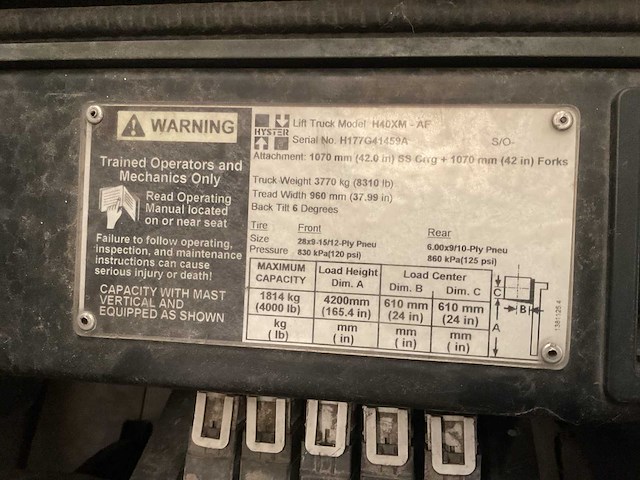 WARNING
Trained Operators and
Mechanics Only
Read Operating
Manual located
on or near seat
Failure to follow operating,
inspection, and maintenance
instructions can cause
serious injury or death!
CAPACITY WITH MAST
VERTICAL AND
EQUIPPED AS SHOWN
HYSTER
Lift Truck Model H40XM - AF
Serial No. H177G41459A S/O-
Attachment: 1070 mm (42.0 in) SS Crrg + 1070 mm (42 in) Forks
Truck Weight 3770 kg (8310 lb)
Tread Width 960 mm (37.99 in)
Back Tilt 6 Degrees
Tire Front Rear
Size 28x9-15/12-Ply Pneu 6.00x9/10-Ply Pneu
Pressure 830 kPa(120 psi) 860 kPa(125 psi)
MAXIMUM CAPACITY Load Height Dim. A Load Center Dim. B Dim. C
1814 kg (4000 lb) 4200mm (165.4 in) 610 mm (24 in) 610 mm (24 in)
kg ( lb) mm ( in) mm ( in) mm ( in)
C
B
A